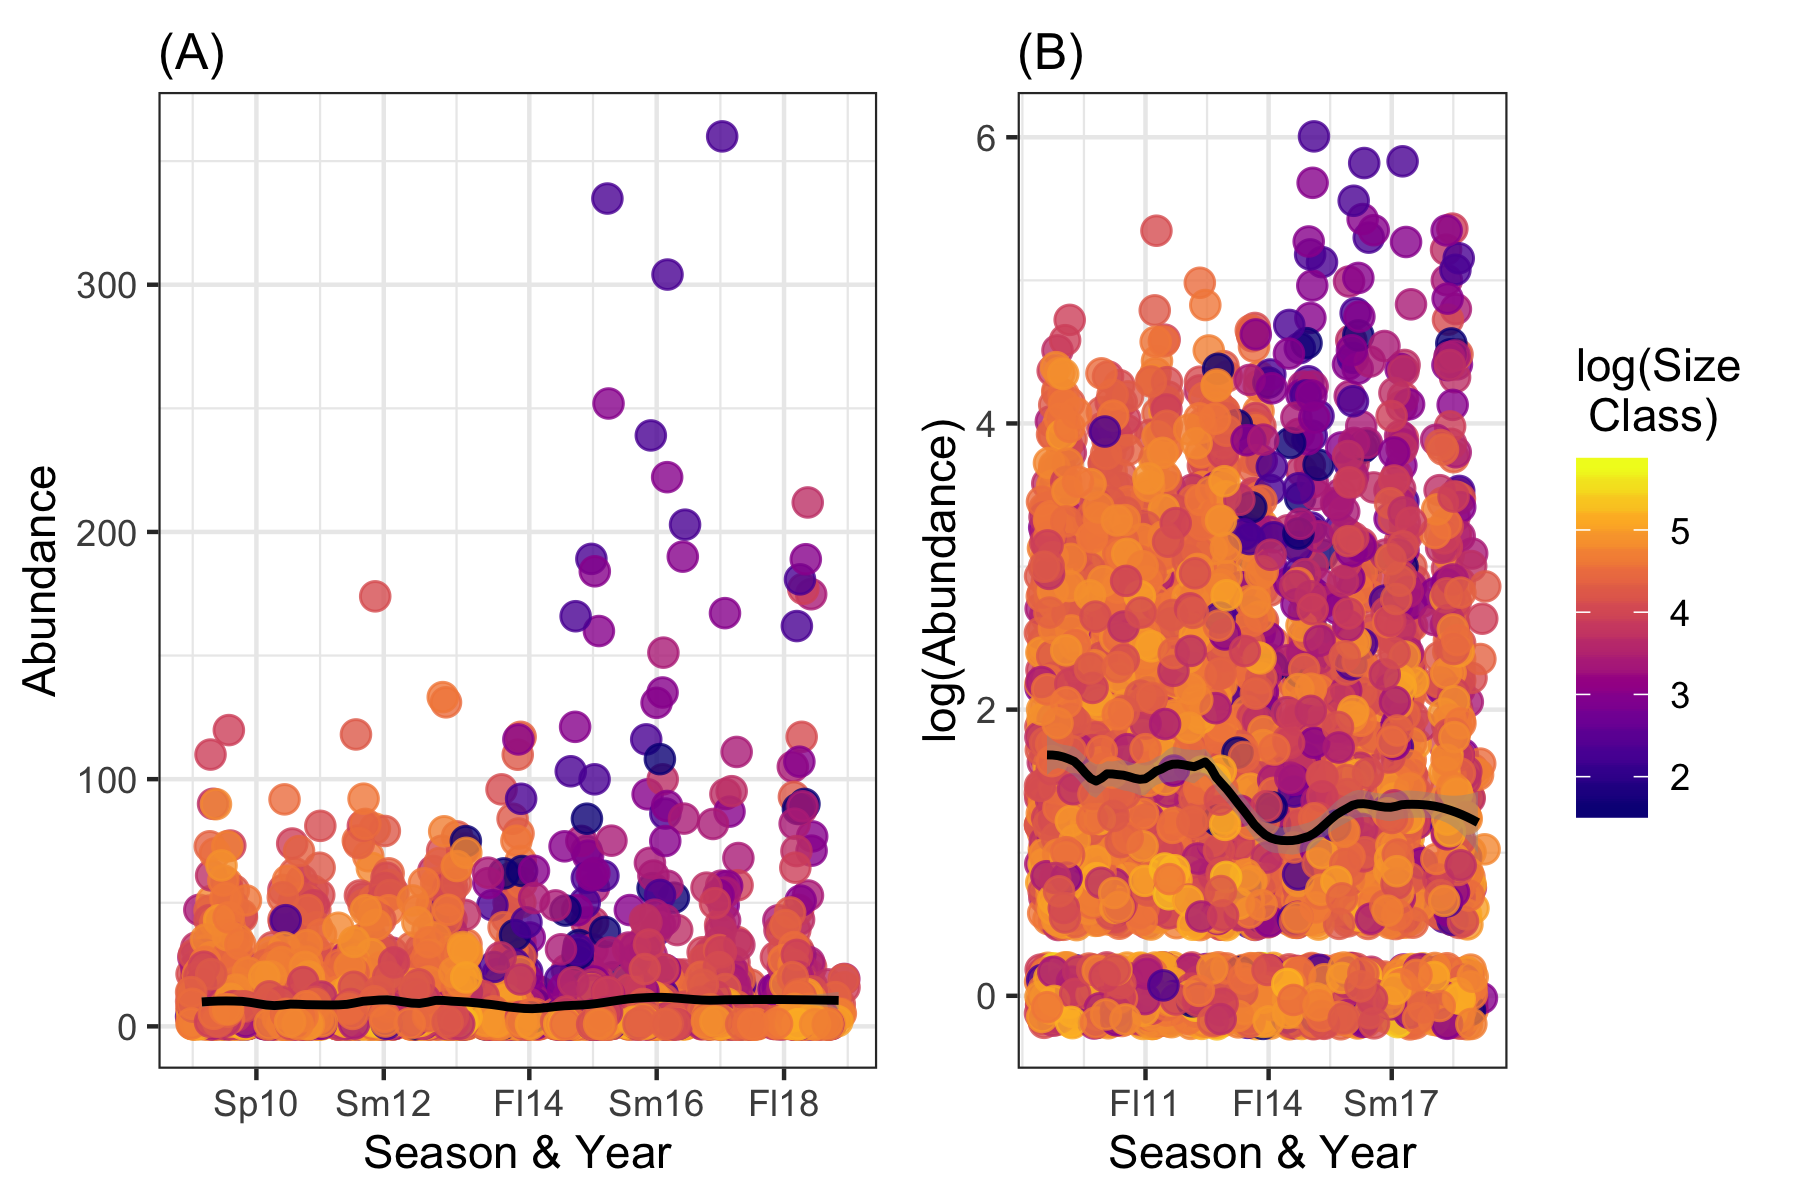 (A)
Abundance
300
200
100
0
Sp10 Sm12 Fl14 Sm16 Fl18
Season & Year
(B)
log(Abundance)
6
4
2
0
Fl11 Fl14 Sm17
Season & Year
log(Size
Class)
5
4
3
2